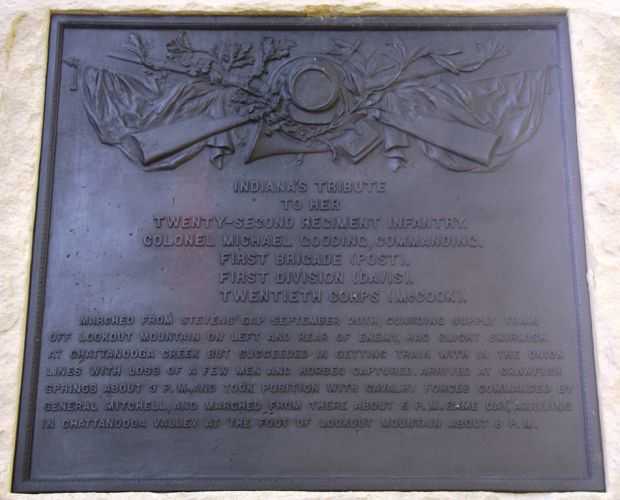 INDIANA'S TRIBUTE
TO HER
TWENTY-SECOND REGIMENT INFANTRY.
COLONEL MICHAEL GOODING, COMMANDING.
FIRST BRIGADE (POST).
FIRST DIVISION (DAVIS).
TWENTIETH CORPS (McCOOK).
MARCHED FROM STEVENS' GAP SEPTEMBER 20TH, GUARDING SUPPLY TRAIN
OFF LOOKOUT MOUNTAIN ON LEFT AND REAR OF ENEMY, HAD SLIGHT SKIRMISH
AT CHATTANOOGA CREEK BUT SUCCEEDED IN GETTING TRAIN WITH IN THE UNION
LINES WITH LOSS OF A FEW MEN AND HORSES CAPTURED. ARRIVED AT CRAWFISH
SPRINGS ABOUT 3 P.M. AND TOOK POSITION WITH CAVALRY FORCES COMMANDED BY
GENERAL MITCHELL, AND MARCHED FROM THERE ABOUT 5 P.M. SAME DAY, ARRIVING
IN CHATTANOOGA VALLEY AT THE FOOT OF LOOKOUT MOUNTAIN ABOUT 8 P.M.